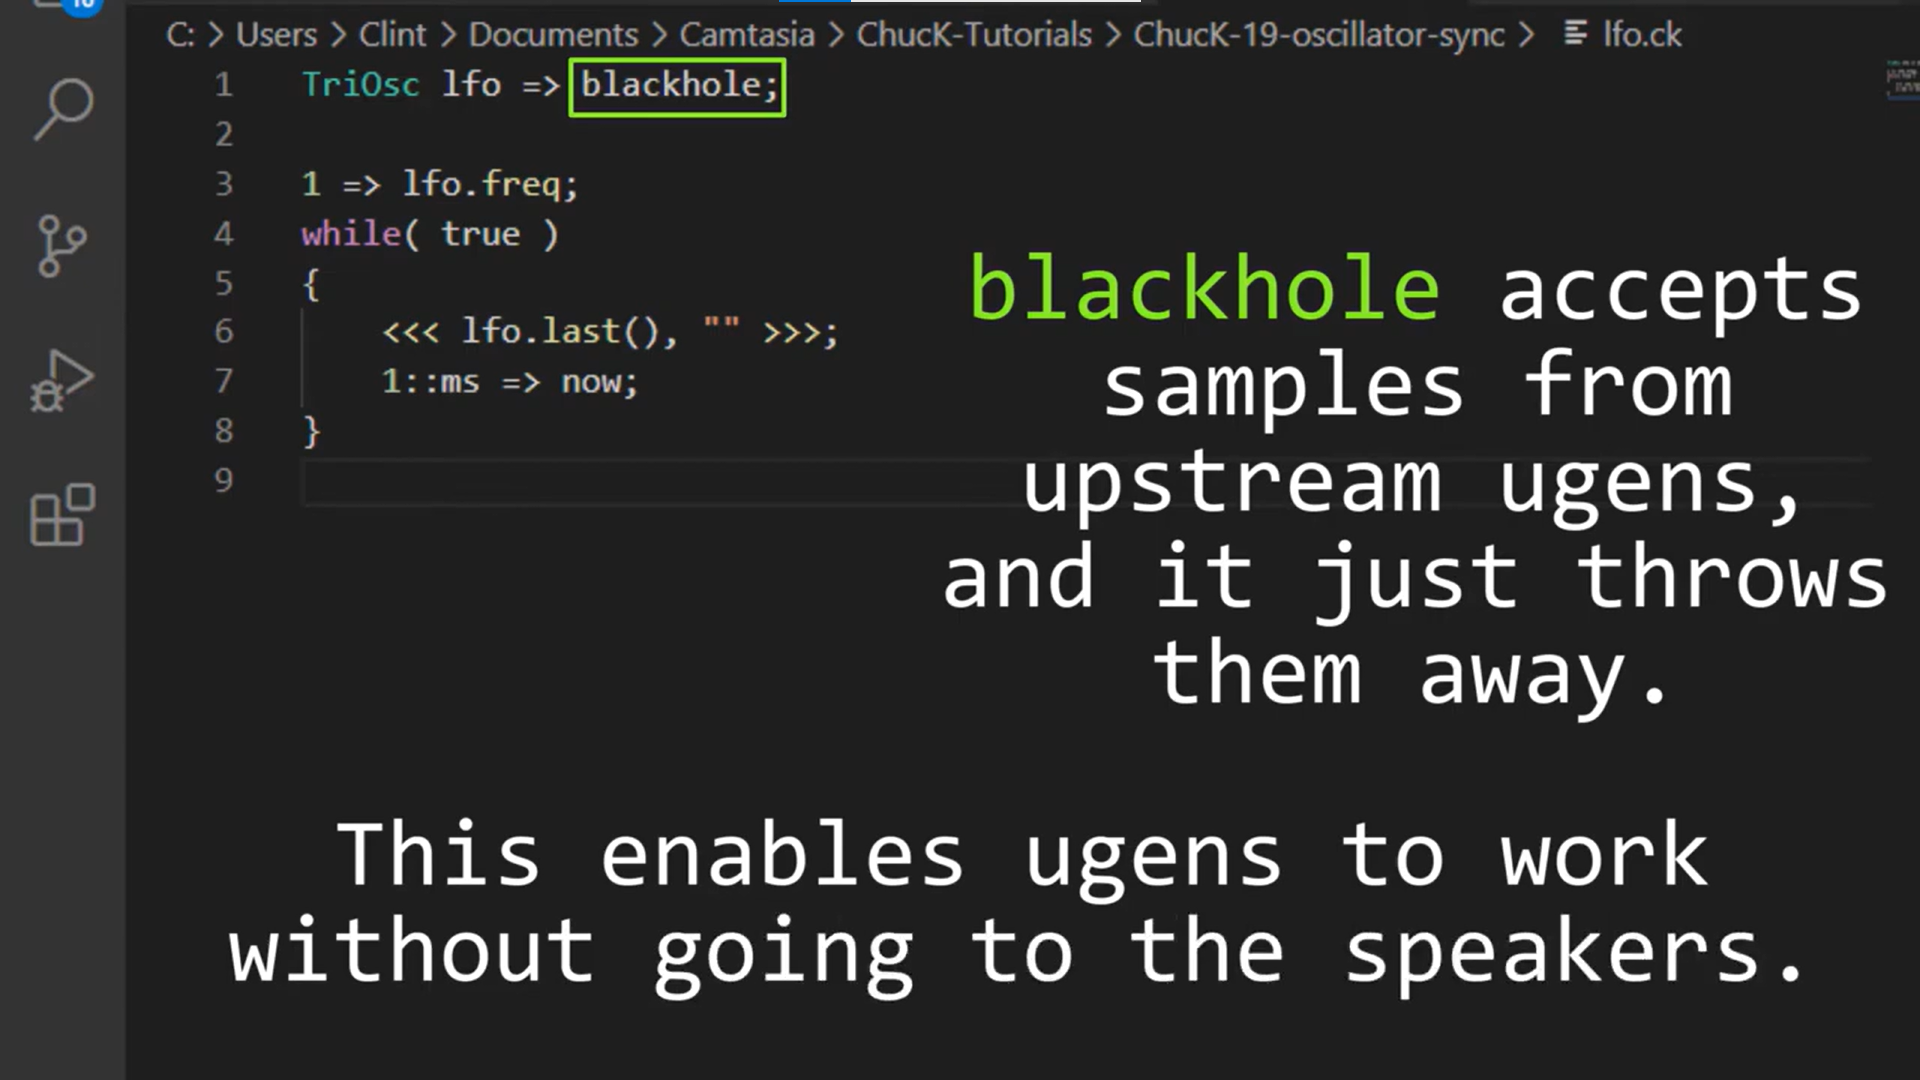 C: > Users > Clint > Documents > Camtasia > ChucK-Tutorials > ChucK-19-oscillator-sync > lfo.ck
1 TriOsc lfo => blackhole;
2
3 1 => lfo.freq;
4 while( true )
5 {
6 <<< lfo.last(), "" >>>;
7 1::ms => now;
8 }
9
blackhole accepts
samples from
upstream ugens,
and it just throws
them away.
This enables ugens to work
without going to the speakers.